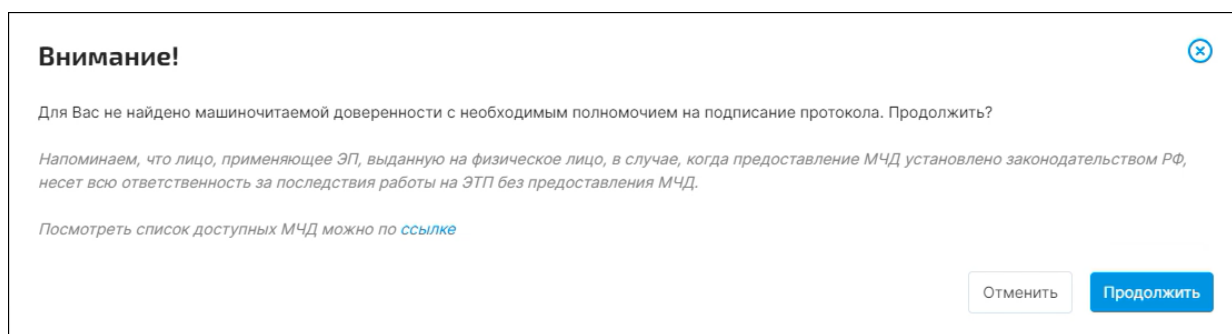 Внимание!
Для Вас не найдено машиночитаемой доверенности с необходимым полномочием на подписание протокола. Продолжить?
Напоминаем, что лицо, применяющее ЭП, выданную на физическое лицо, в случае, когда предоставление МЧД установлено законодательством РФ,
несет всю ответственность за последствия работы на ЭТП без предоставления МЧД.
Посмотреть список доступных МЧД можно по ссылке
Отменить
Продолжить